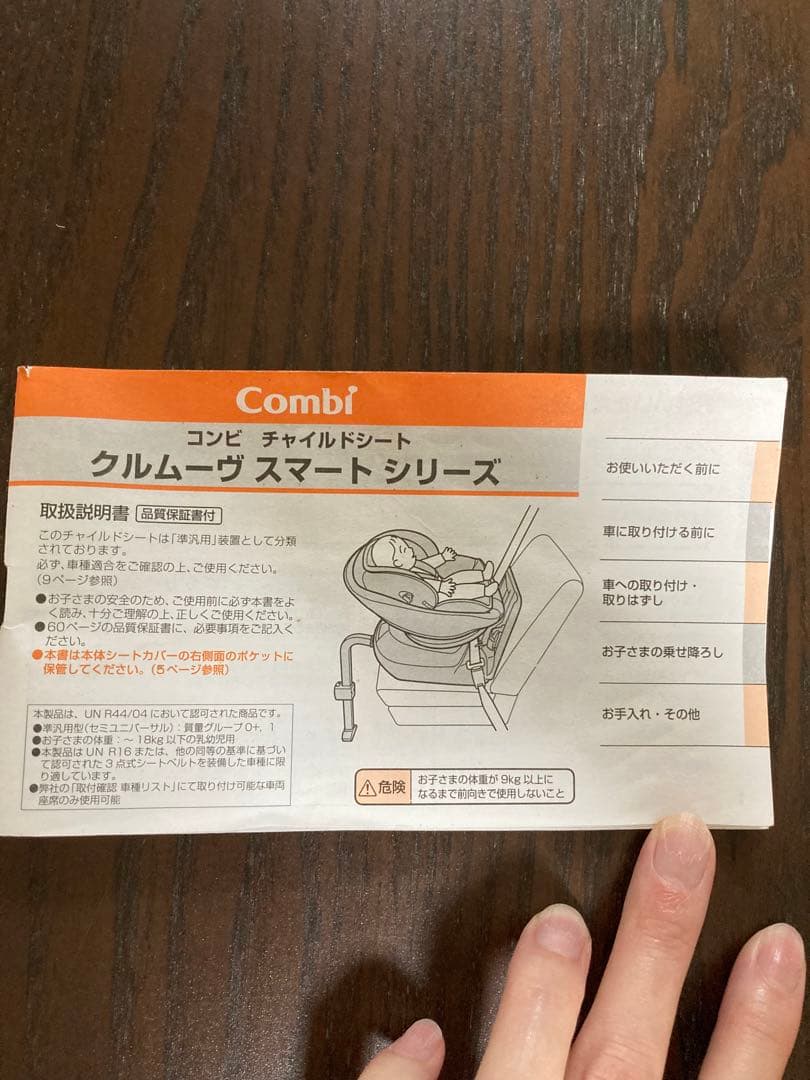 Combi
コンビ チャイルドシート
クルムーヴ スマート シリーズ
取扱説明書 品質保証書付
このチャイルドシートは「準汎用」装置として分類
されております。
必ず、車種適合をご確認の上、ご使用ください。
(9ページ参照)
●お子さまの安全のため、ご使用前に必ず本書をよ
く読み、十分ご理解の上、正しくご使用ください。
●60ページの品質保証書に、必要事項をご記入く
ださい。
●本書は本体シートカバーの右側面のポケットに
保管してください。(5ページ参照)
本製品は、UN R44/04 において認可された商品です。
●準汎用型(セミユニバーサル):質量グループ0+, 1
●お子さまの体重:~ 18kg 以下の乳幼児用
●本製品は UN R16 または、他の同等の基準に基づい
て認可された3点式シートベルトを装備した車種に限
り適しています。
●弊社の「取付確認 車種リスト」にて取り付け可能な車両
座席のみ使用可能
危険
お子さまの体重が9kg以上に
なるまで前向きで使用しないこと
お使いいただく前に
車に取り付ける前に
車への取り付け・
取りはずし
お子さまの乗せ降ろし
お手入れ・その他